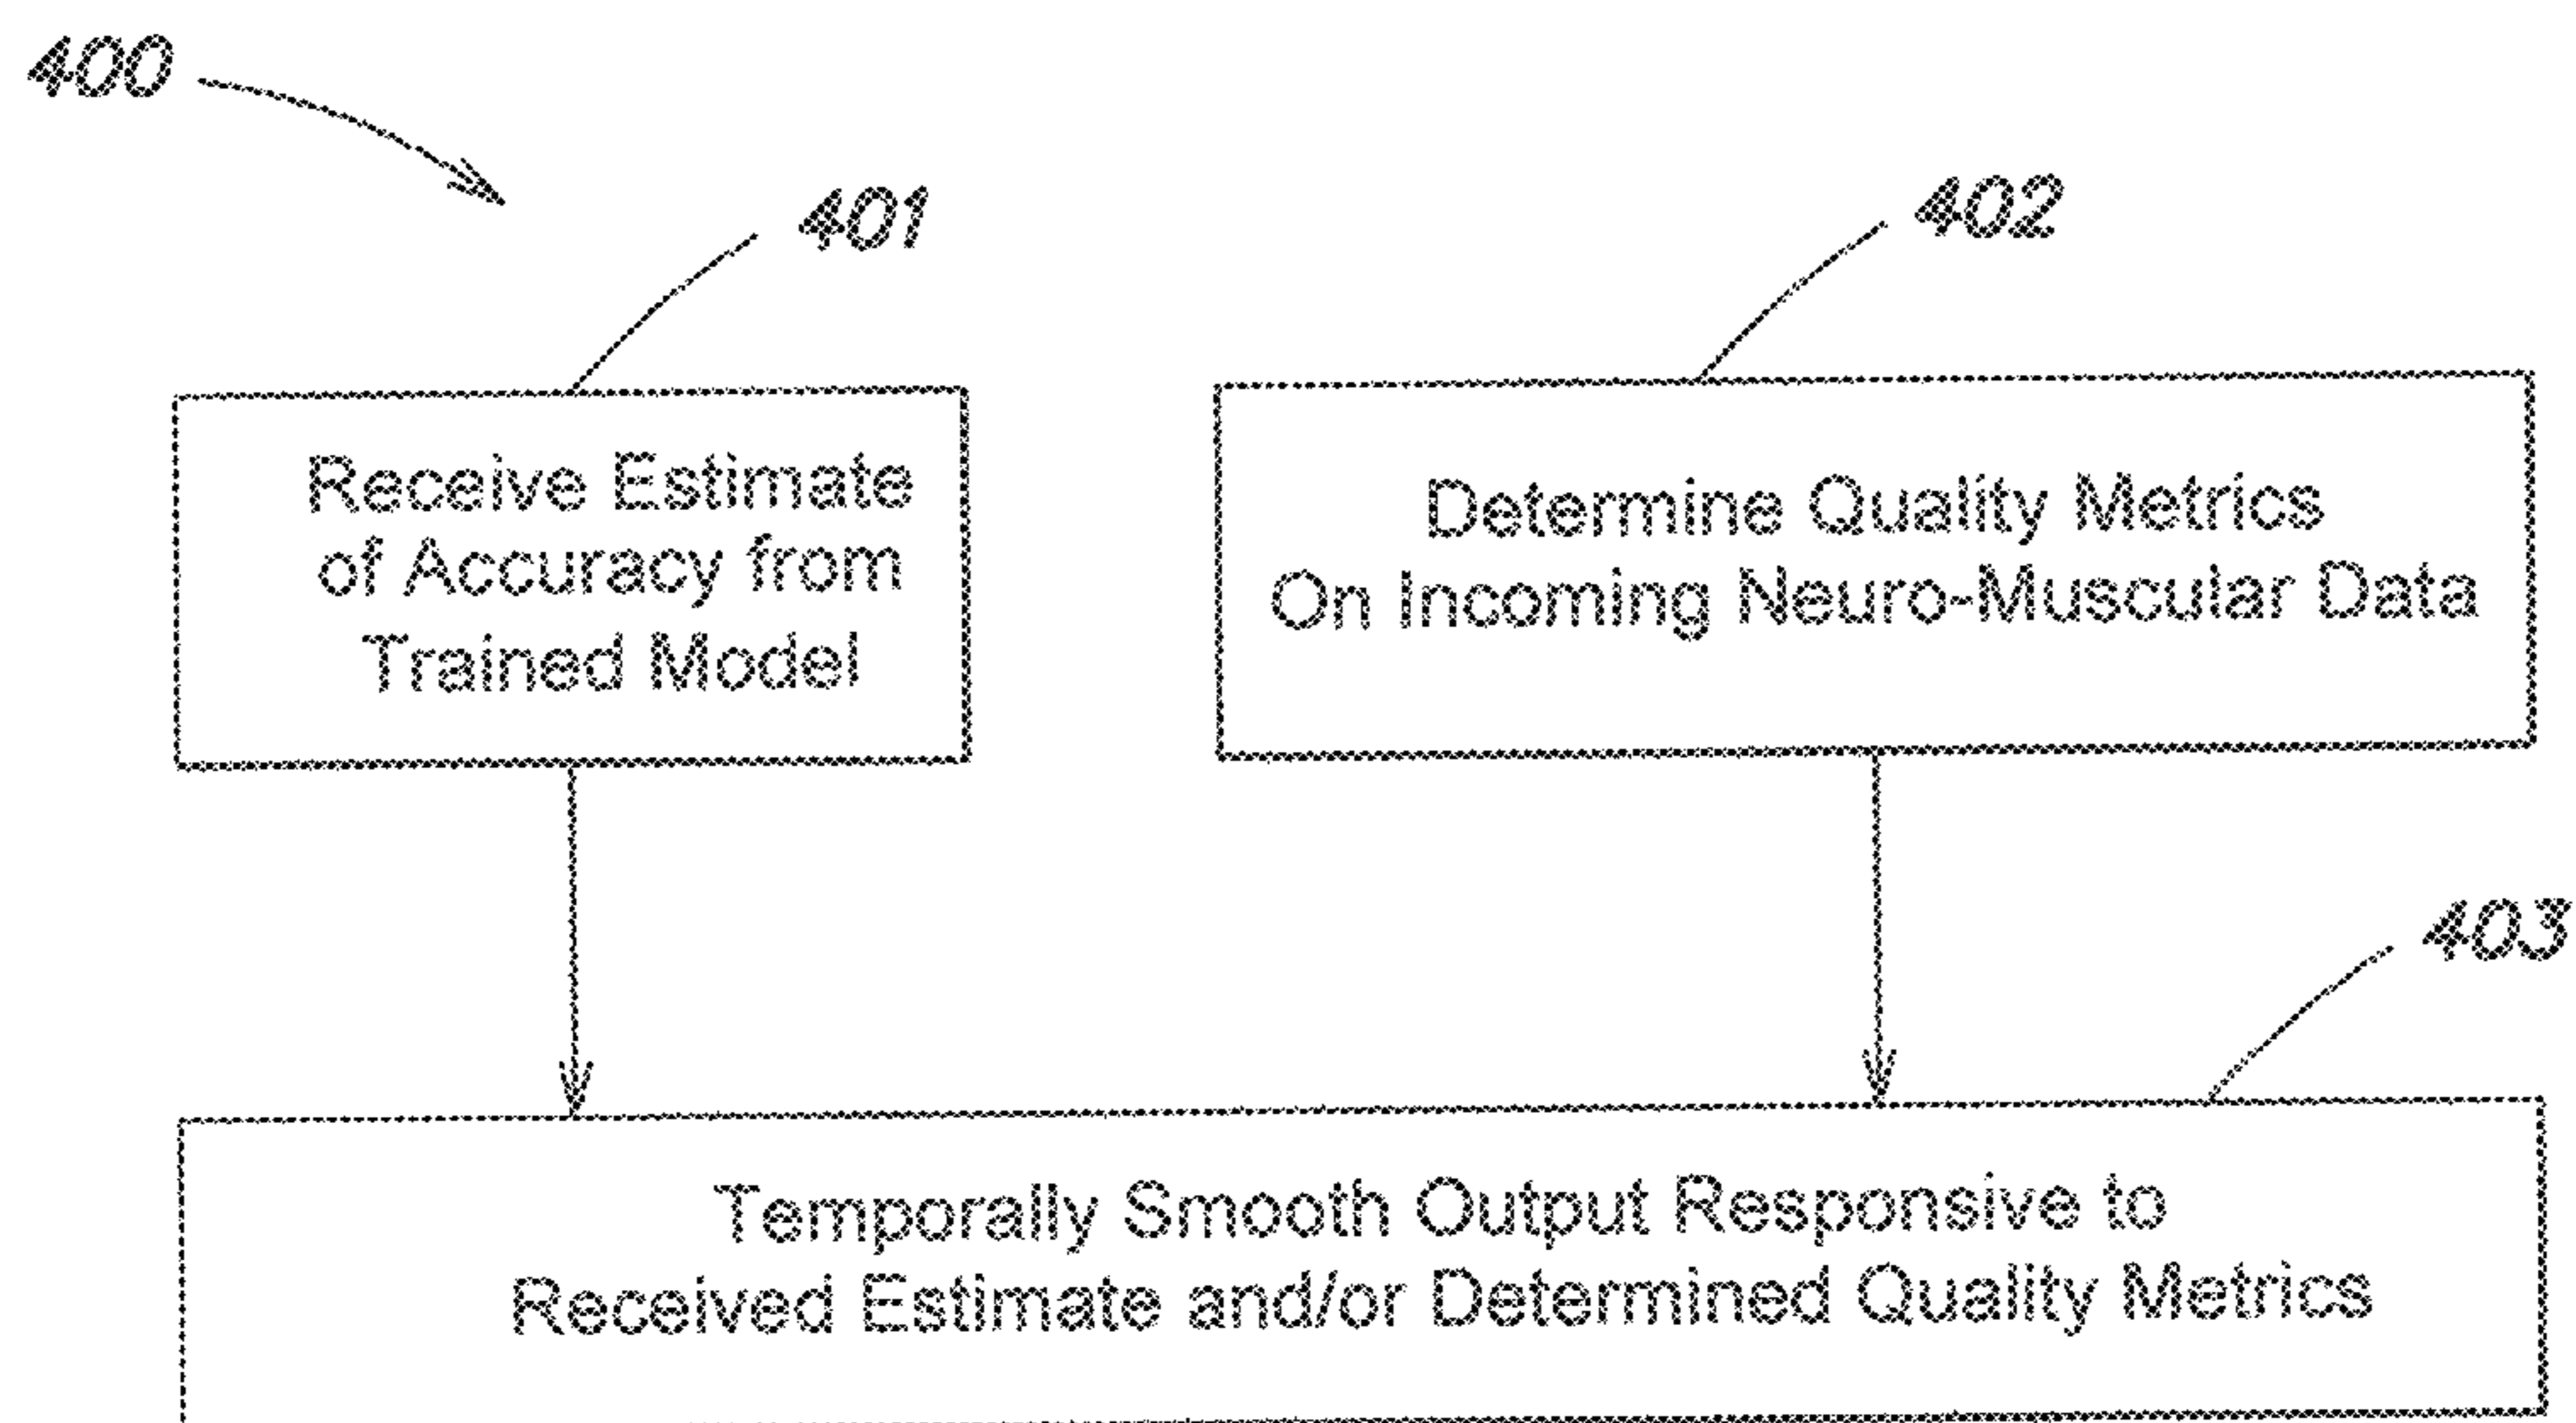 400
401
402
Receive Estimate
of Accuracy from
Trained Model
Determine Quality Metrics
On Incoming Neuro-Muscular Data
403
Temporally Smooth Output Responsive to
Received Estimate and/or Determined Quality Metrics